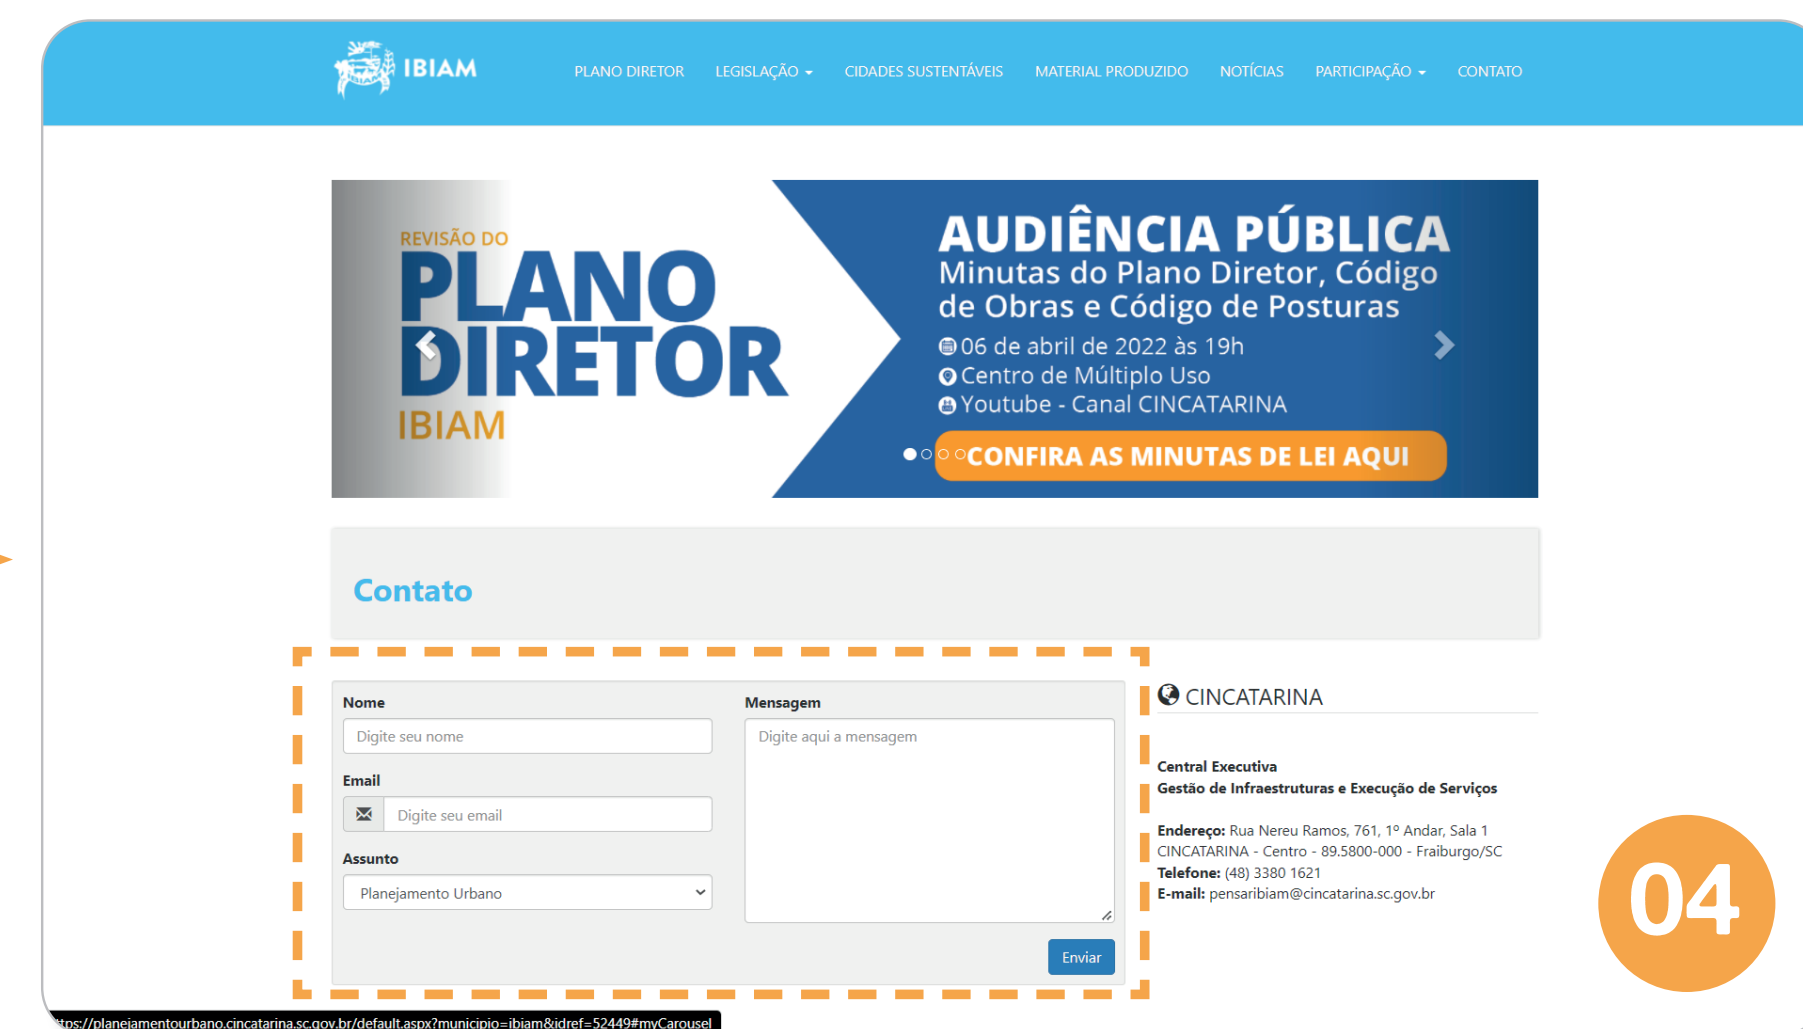 IBIAM
PLANO DIRETOR LEGISLAÇÃO CIDADES SUSTENTÁVEIS MATERIAL PRODUZIDO NOTÍCIAS PARTICIPAÇÃO CONTATO
REVISÃO DO
PLANO
DIRETOR
IBIAM
AUDIÊNCIA PÚBLICA
Minutas do Plano Diretor, Código
de Obras e Código de Posturas
06 de abril de 2022 às 19h
Centro de Múltiplo Uso
Youtube - Canal CINCATARINA
CONFIRA AS MINUTAS DE LEI AQUI
Contato
Nome
Digite seu nome
Email
Digite seu email
Assunto
Planejamento Urbano
Mensagem
Digite aqui a mensagem
Enviar
CINCATARINA
Central Executiva
Gestão de Infraestruturas e Execução de Serviços
Endereço: Rua Nereu Ramos, 761, 1º Andar, Sala 1
CINCATARINA - Centro - 89.5800-000 - Fraiburgo/SC
Telefone: (48) 3380 1621
E-mail: pensaribiam@cincatarina.sc.gov.br
04
ttps://planejamentourbano.cincatarina.sc.gov.br/default.aspx?municipio=ibiam&idref=52449#myCarousel